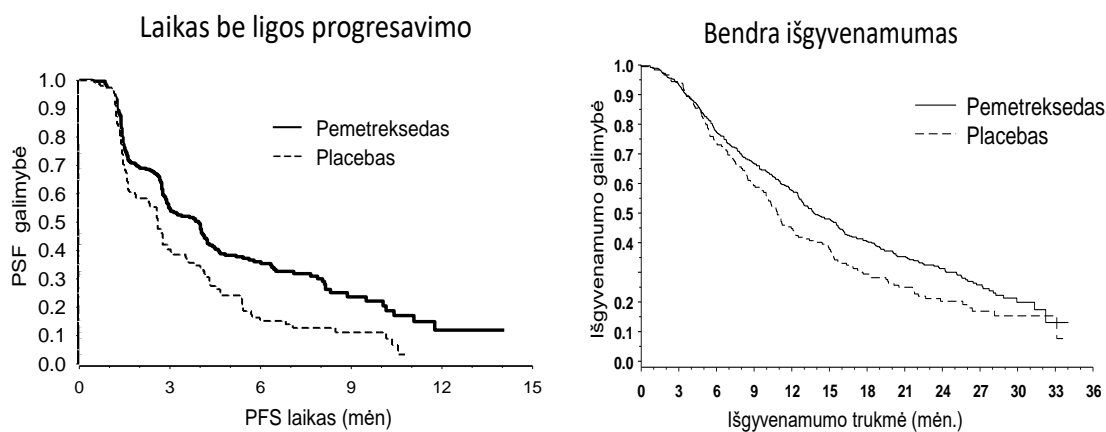 Laikas be ligos progresavimo
PSF galimybė
1.0
0.9
0.8
0.7
0.6
0.5
0.4
0.3
0.2
0.1
0.0
Pemetreksedas
Placebas
0 3 6 9 12 15
PFS laikas (mėn)
Bendra išgyvenamumas
Išgyvenamumo galimybė
1.0
0.9
0.8
0.7
0.6
0.5
0.4
0.2
0.1
0.0
Pemetreksedas
Placebas
0 3 6 9 12 15 18 21 24 27 30 33 36
Išgyvenamumo trukmė (mėn.)